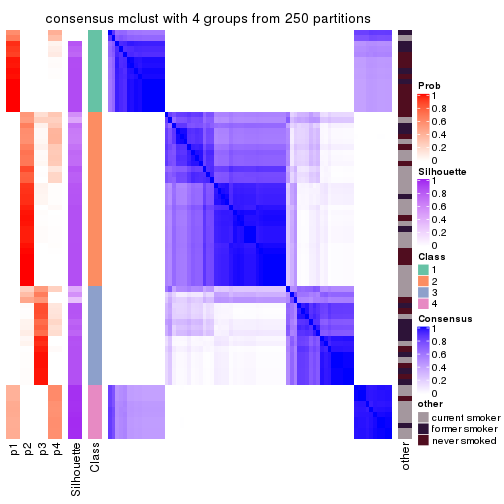 consensus mclust with 4 groups from 250 partitions
Prob
1
0.8
0.6
0.4
0.2
0
Silhouette
1
0.8
0.6
0.4
0.2
0
Class
1
2
3
4
Consensus
1
0.8
0.6
0.4
0.2
0
other
current smoker
former smoker
never smoked
p1
p2
p3
p4
Silhouette
Class
other